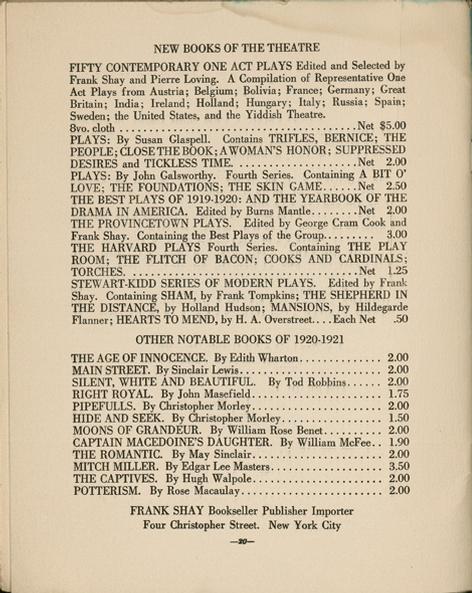 NEW BOOKS OF THE THEATRE
FIFTY CONTEMPORARY ONE ACT PLAYS Edited and Selected by
Frank Shay and Pierre Loving. A Compilation of Representative One
Act Plays from Austria; Belgium; Bolivia; France; Germany; Great
Britain; India; Ireland; Holland; Hungary; Italy; Russia; Spain;
Sweden; the United States, and the Yiddish Theatre.
8vo. cloth ........................................Net $5.00
PLAYS: By Susan Glaspell. Contains TRIFLES, BERNICE; THE
PEOPLE; CLOSE THE BOOK; A WOMAN'S HONOR; SUPPRESSED
DESIRES and TICKLESS TIME.......................Net 2.00
PLAYS: By John Galsworthy. Fourth Series. Containing A BIT O'
LOVE; THE FOUNDATIONS; THE SKIN GAME......Net 2.50
THE BEST PLAYS OF 1919-1920: AND THE YEARBOOK OF THE
DRAMA IN AMERICA. Edited by Burns Mantle........Net 2.00
THE PROVINCETOWN PLAYS. Edited by George Cram Cook and
Frank Shay. Containing the Best Plays of the Group......... 3.00
THE HARVARD PLAYS Fourth Series. Containing THE PLAY
ROOM; THE FLITCH OF BACON; COOKS AND CARDINALS;
TORCHES. ........................................Net 1.25
STEWART-KIDD SERIES OF MODERN PLAYS. Edited by Frank
Shay. Containing SHAM, by Frank Tompkins; THE SHEPHERD IN
THE DISTANCE, by Holland Hudson; MANSIONS, by Hildegarde
Flanner; HEARTS TO MEND, by H. A. Overstreet....Each Net .50
OTHER NOTABLE BOOKS OF 1920-1921
THE AGE OF INNOCENCE. By Edith Wharton............. 2.00
MAIN STREET. By Sinclair Lewis............................ 2.00
SILENT, WHITE AND BEAUTIFUL. By Tod Robbins...... 2.00
RIGHT ROYAL. By John Masefield.......................... 1.75
PIPEFULLS. By Christopher Morley......................... 2.00
HIDE AND SEEK. By Christopher Morley.................. 1.50
MOONS OF GRANDEUR. By William Rose Benet.......... 2.00
CAPTAIN MACEDOINE'S DAUGHTER. By William McFee.. 1.90
THE ROMANTIC. By May Sinclair........................... 2.00
MITCH MILLER. By Edgar Lee Masters..................... 3.50
THE CAPTIVES. By Hugh Walpole.......................... 2.00
POTTERISM. By Rose Macaulay............................. 2.00
FRANK SHAY Bookseller Publisher Importer
Four Christopher Street. New York City
—20—